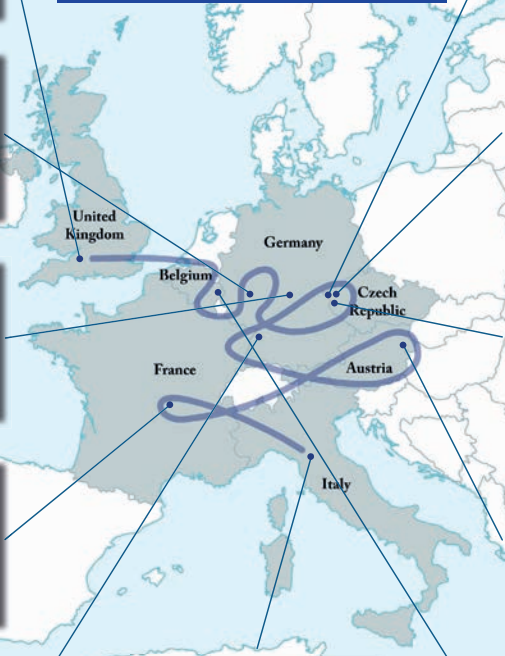 United
Kingdom
Germany
Belgium
Czech
Republic
France
Austria
Italy